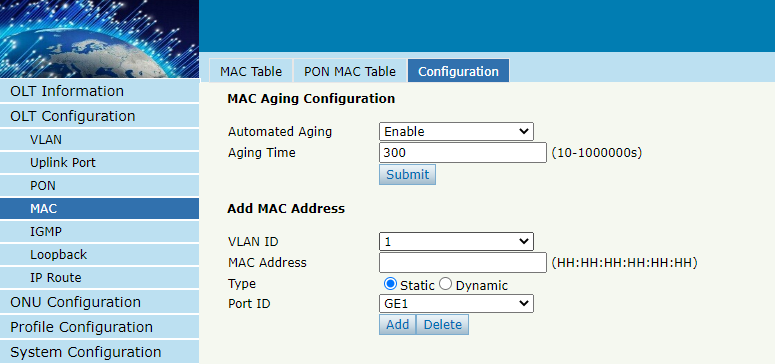 MAC Table PON MAC Table Configuration
OLT Information
OLT Configuration
VLAN
Uplink Port
PON
MAC
IGMP
Loopback
IP Route
ONU Configuration
Profile Configuration
System Configuration
MAC Aging Configuration
Automated Aging Enable
Aging Time 300 (10-1000000s)
Submit
Add MAC Address
VLAN ID 1
MAC Address (HH:HH:HH:HH:HH:HH)
Type Static Dynamic
Port ID GE1
Add Delete